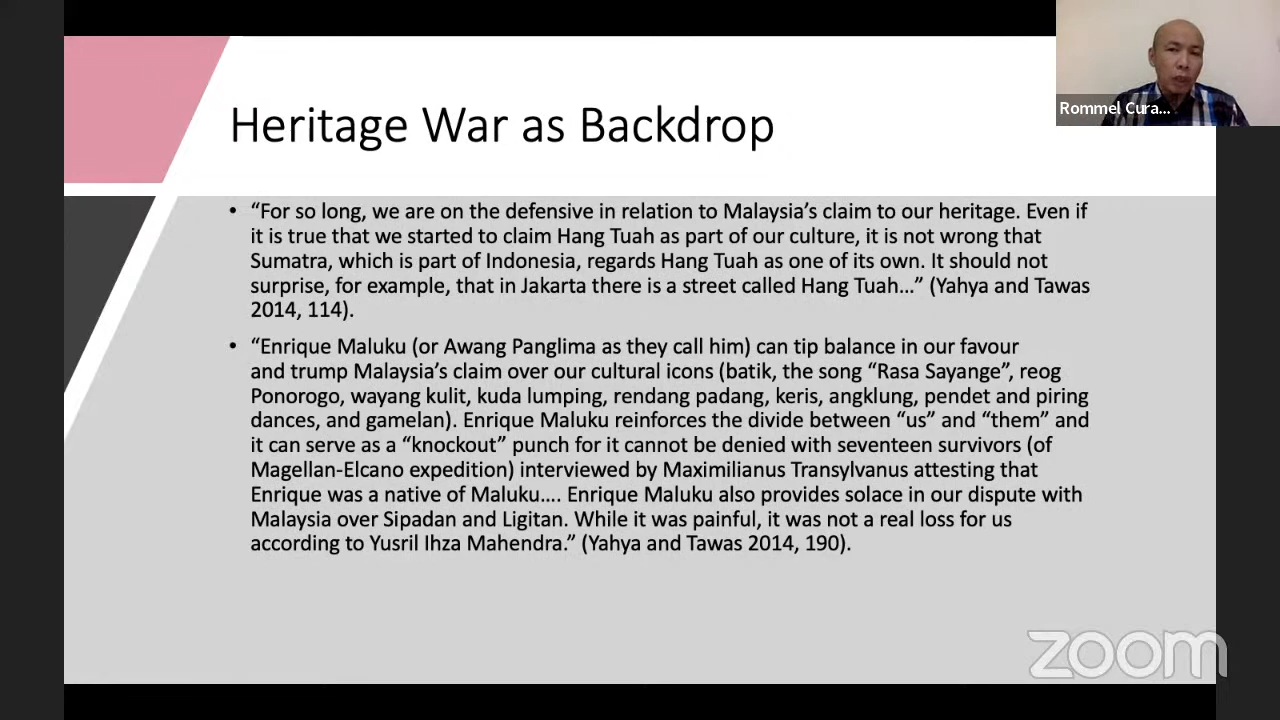 Rommel Cura...
Heritage War as Backdrop
• “For so long, we are on the defensive in relation to Malaysia’s claim to our heritage. Even if
it is true that we started to claim Hang Tuah as part of our culture, it is not wrong that
Sumatra, which is part of Indonesia, regards Hang Tuah as one of its own. It should not
surprise, for example, that in Jakarta there is a street called Hang Tuah…” (Yahya and Tawas
2014, 114).
• “Enrique Maluku (or Awang Panglima as they call him) can tip balance in our favour
and trump Malaysia’s claim over our cultural icons (batik, the song “Rasa Sayange”, reog
Ponorogo, wayang kulit, kuda lumping, rendang padang, keris, angklung, pendet and piring
dances, and gamelan). Enrique Maluku reinforces the divide between “us” and “them” and
it can serve as a “knockout” punch for it cannot be denied with seventeen survivors (of
Magellan-Elcano expedition) interviewed by Maximilianus Transylvanus attesting that
Enrique was a native of Maluku…. Enrique Maluku also provides solace in our dispute with
Malaysia over Sipadan and Ligitan. While it was painful, it was not a real loss for us
according to Yusril Ihza Mahendra.” (Yahya and Tawas 2014, 190).
zoom